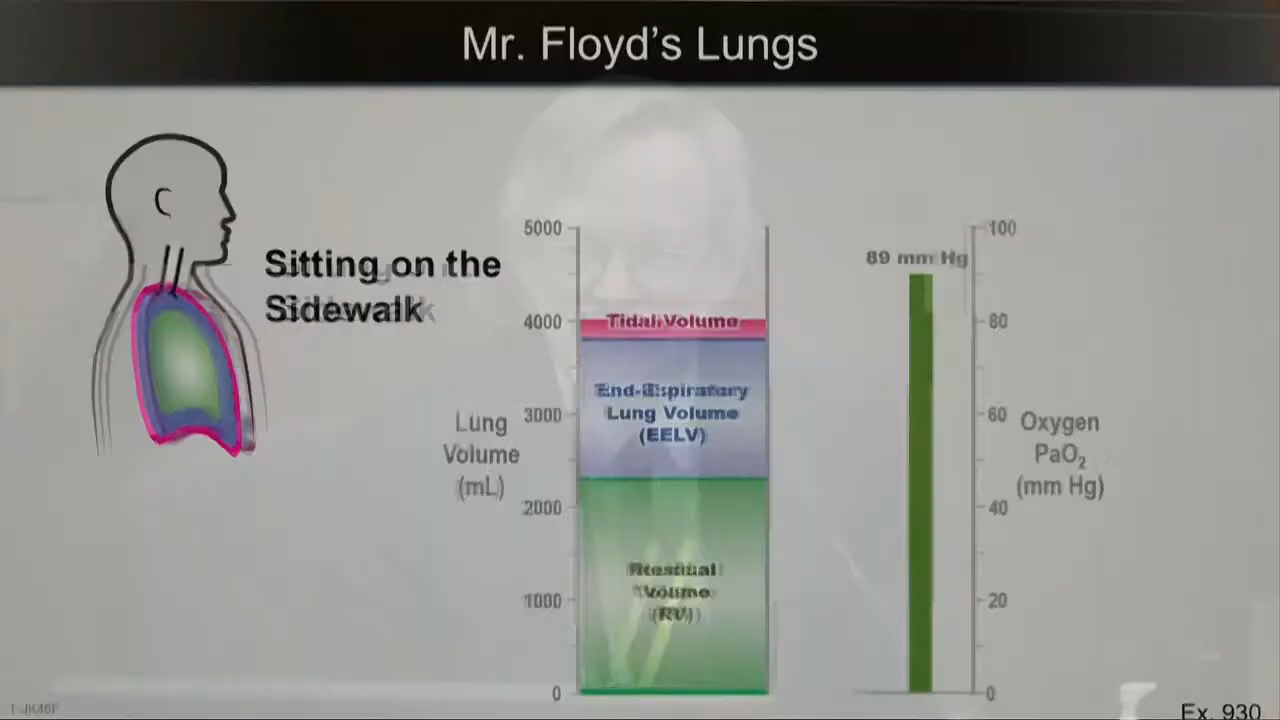 Mr. Floyd's Lungs
Sitting on the
Sidewalk
Lung
Volume
(mL)
5000
4000
3000
2000
1000
0
Tidal Volume
End-Expiratory
Lung Volume
(EELV)
Residual
Volume
(RV)
89 mm Hg
100
80
60
40
20
0
Oxygen
PaO₂
(mm Hg)
Ex. 930